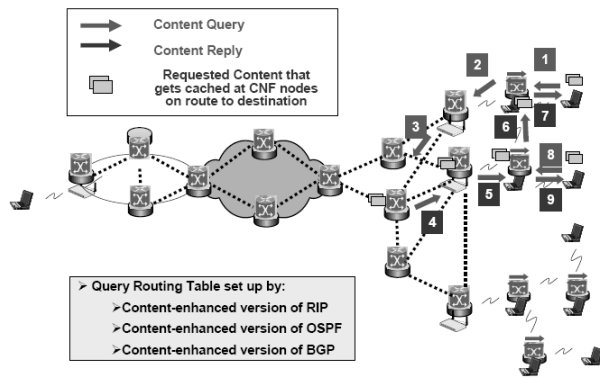 Content Query
Content Reply
Requested Content that
gets cached at CNF nodes
on route to destination
1
2
3
6
7
8
4
5
9
➢ Query Routing Table set up by:
➢Content-enhanced version of RIP
➢Content-enhanced version of OSPF
➢Content-enhanced version of BGP